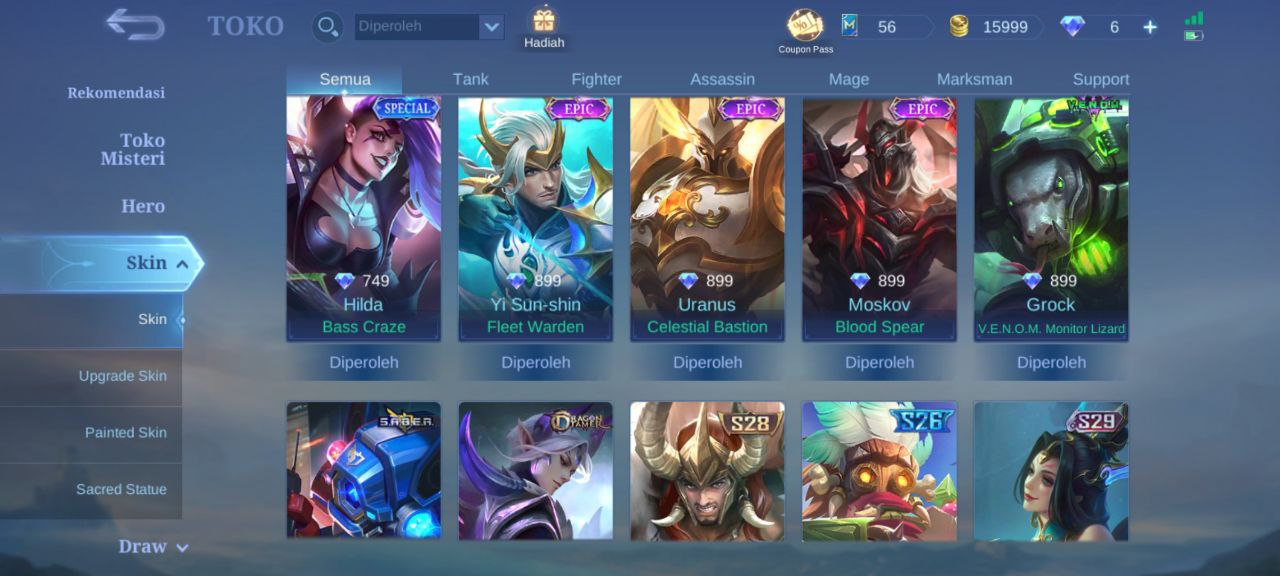 TOKO
Diperoleh
Hadiah
Coupon Pass
56
15999
6
Rekomendasi
Toko
Misteri
Hero
Skin
Skin
Upgrade Skin
Painted Skin
Sacred Statue
Draw
Semua
Tank
Fighter
Assassin
Mage
Marksman
Support
SPECIAL
749
Hilda
Bass Craze
Diperoleh
EPIC
899
Yi Sun-shin
Fleet Warden
Diperoleh
EPIC
899
Uranus
Celestial Bastion
Diperoleh
EPIC
899
Moskov
Blood Spear
Diperoleh
V.E.N.O.M.
899
Grock
V.E.N.O.M. Monitor Lizard
Diperoleh
S.A.B.E.R.
DRAGON
TAMER
S28
S26
S29